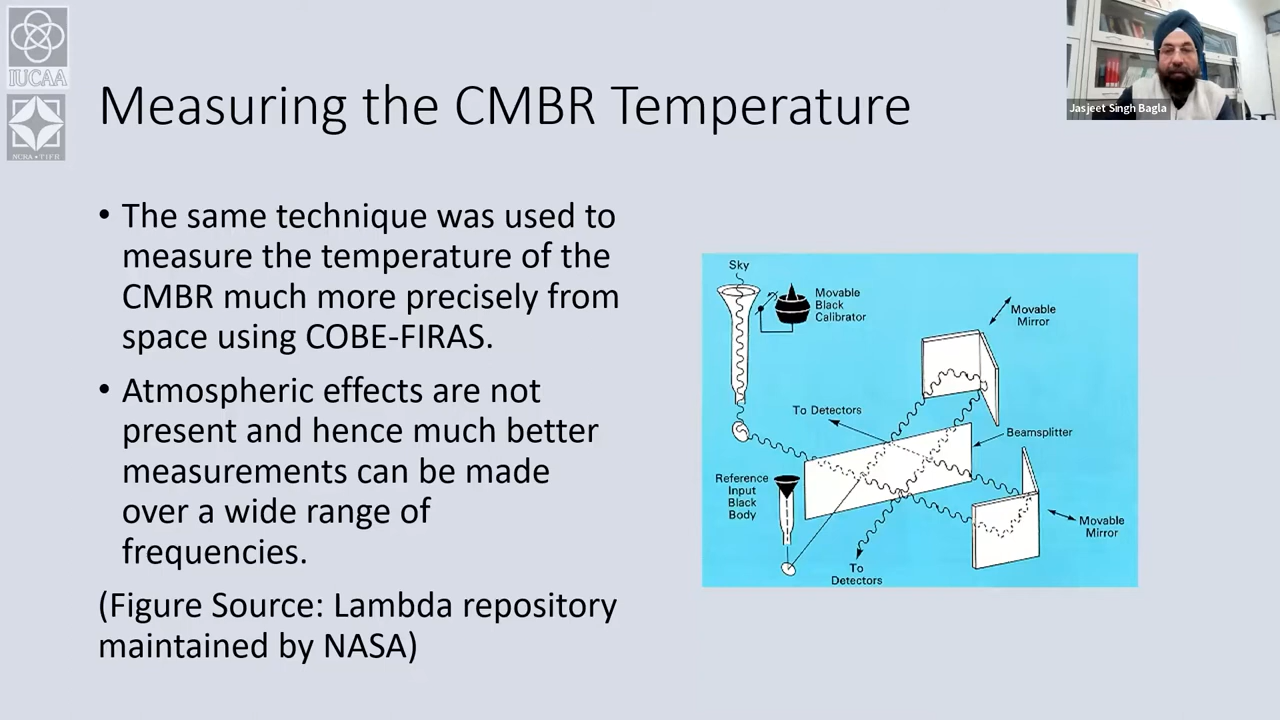 IUCAA
NCRA • TIFR
Measuring the CMBR Temperature
Jasjeet Singh Bagla
• The same technique was used to
measure the temperature of the
CMBR much more precisely from
space using COBE-FIRAS.
• Atmospheric effects are not
present and hence much better
measurements can be made
over a wide range of
frequencies.
(Figure Source: Lambda repository
maintained by NASA)
Sky
Movable
Black
Calibrator
Movable
Mirror
To Detectors
Beamsplitter
Reference
Input
Black
Body
Movable
Mirror
To
Detectors